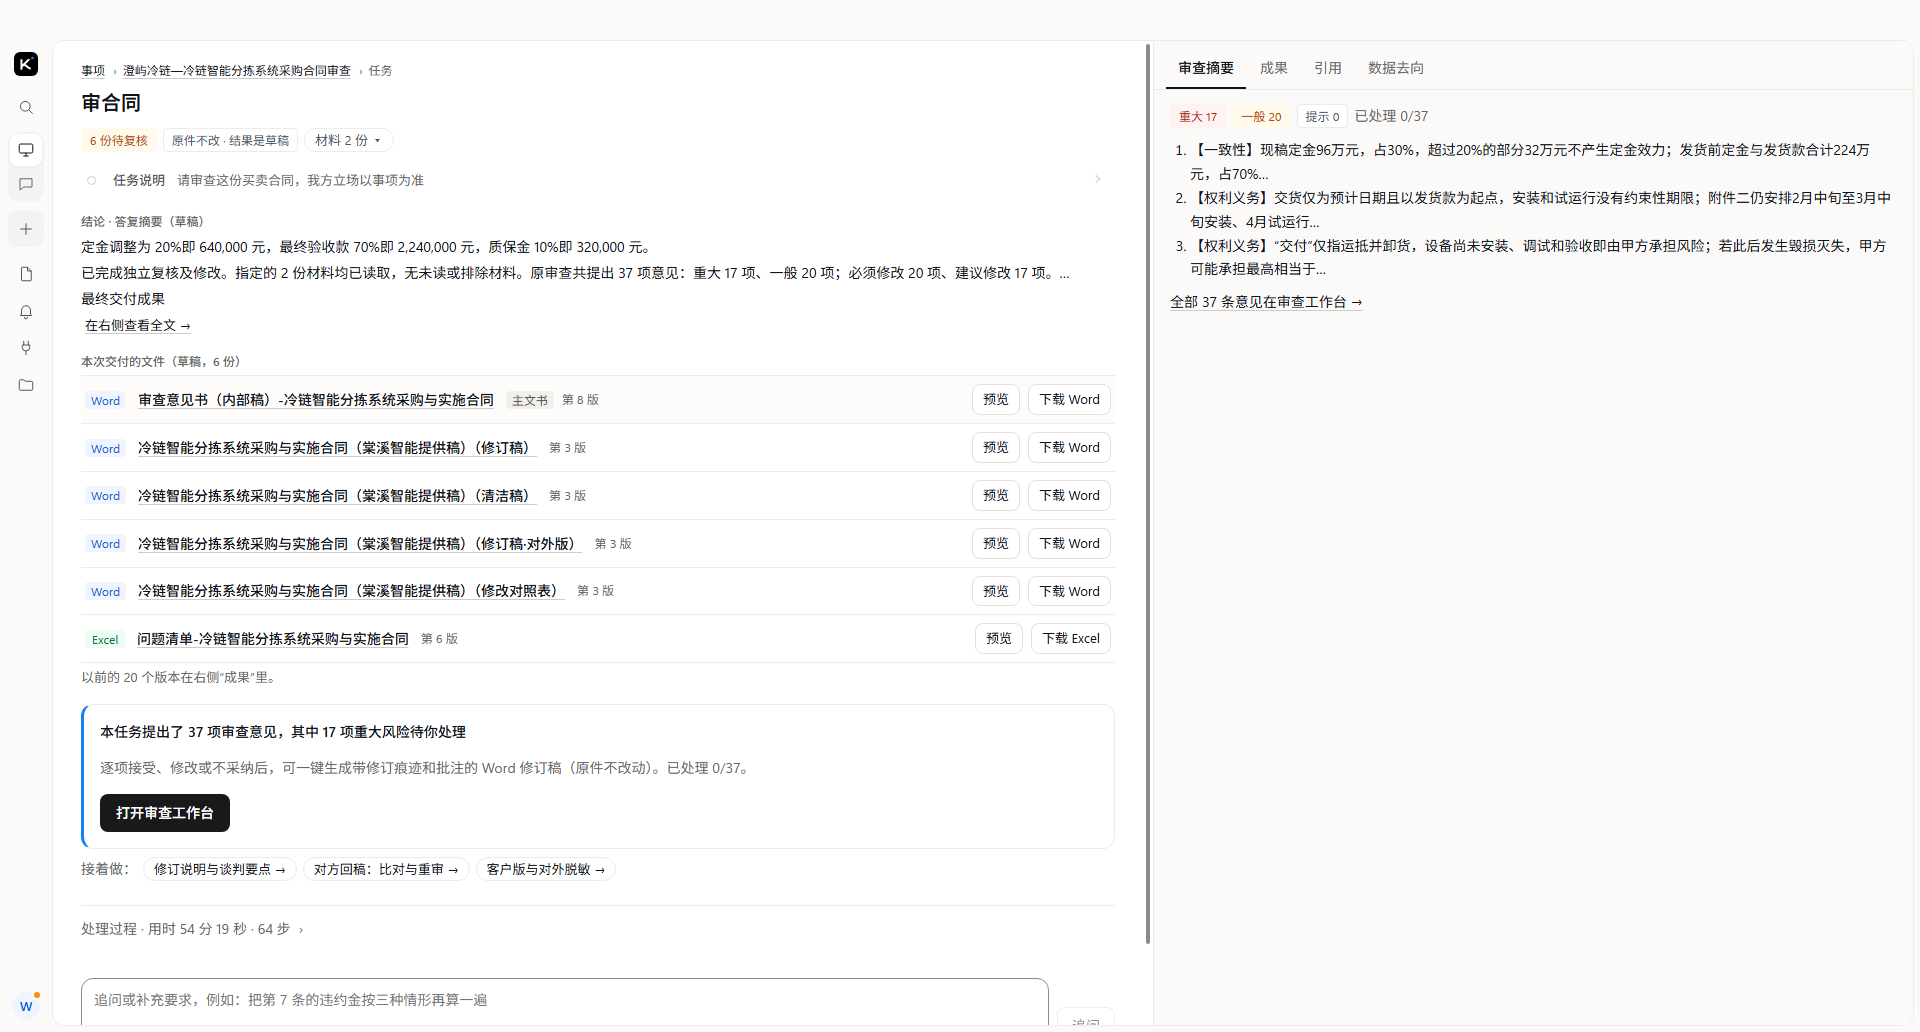 K
事项 › 澄屿冷链—冷链智能分拣系统采购合同审查 › 任务
审合同
6 份待复核 原件不改 · 结果是草稿 材料 2 份
任务说明 请审查这份买卖合同，我方立场以事项为准
结论 · 答复摘要（草稿）
定金调整为 20%即 640,000 元，最终验收款 70%即 2,240,000 元，质保金 10%即 320,000 元。
已完成独立复核及修改。指定的 2 份材料均已读取，无未读或排除材料。原审查共提出 37 项意见：重大 17 项、一般 20 项；必须修改 20 项、建议修改 17 项。...
最终交付成果
在右侧查看全文 →
本次交付的文件（草稿，6 份）
Word 审查意见书（内部稿）-冷链智能分拣系统采购与实施合同 主文书 第 8 版 预览 下载 Word
Word 冷链智能分拣系统采购与实施合同（棠溪智能提供稿）（修订稿） 第 3 版 预览 下载 Word
Word 冷链智能分拣系统采购与实施合同（棠溪智能提供稿）（清洁稿） 第 3 版 预览 下载 Word
Word 冷链智能分拣系统采购与实施合同（棠溪智能提供稿）（修订稿·对外版） 第 3 版 预览 下载 Word
Word 冷链智能分拣系统采购与实施合同（棠溪智能提供稿）（修改对照表） 第 3 版 预览 下载 Word
Excel 问题清单-冷链智能分拣系统采购与实施合同 第 6 版 预览 下载 Excel
以前的 20 个版本在右侧“成果”里。
本任务提出了 37 项审查意见，其中 17 项重大风险待你处理
逐项接受、修改或不采纳后，可一键生成带修订痕迹和批注的 Word 修订稿（原件不改动）。已处理 0/37。
打开审查工作台
接着做： 修订说明与谈判要点 → 对方回稿：比对与重审 → 客户版与对外脱敏 →
处理过程 · 用时 54 分 19 秒 · 64 步 ›
追问或补充要求，例如：把第 7 条的违约金按三种情形再算一遍
追问
W
审查摘要 成果 引用 数据去向
重大 17 一般 20 提示 0 已处理 0/37
1. 【一致性】现稿定金96万元，占30%，超过20%的部分32万元不产生定金效力；发货前定金与发货款合计224万
元，占70%...
2. 【权利义务】交货仅为预计日期且以发货款为起点，安装和试运行没有约束性期限；附件二仍安排2月中旬至3月中
旬安装、4月试运行...
3. 【权利义务】“交付”仅指运抵并卸货，设备尚未安装、调试和验收即由甲方承担风险；若此后发生毁损灭失，甲方
可能承担最高相当于...
全部 37 条意见在审查工作台 →